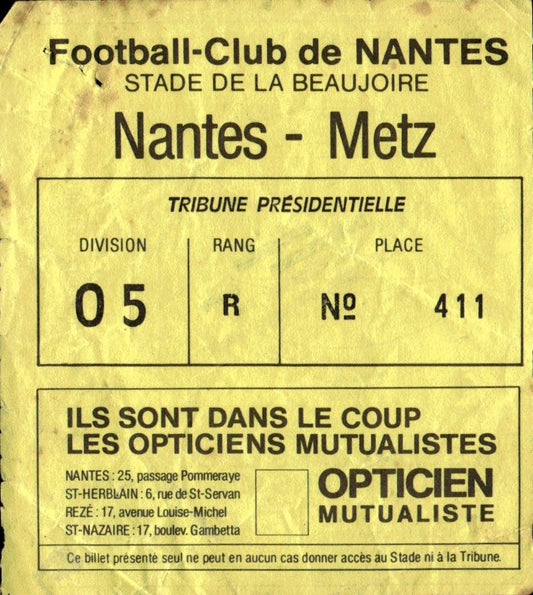 Football-Club de NANTES
STADE DE LA BEAUJOIRE
Nantes - Metz
TRIBUNE PRÉSIDENTIELLE
DIVISION RANG PLACE
05 R Nº 411
ILS SONT DANS LE COUP
LES OPTICIENS MUTUALISTES
NANTES : 25, passage Pommeraye
ST-HERBLAIN : 6, rue de St-Servan
REZÉ : 17, avenue Louise-Michel
ST-NAZAIRE : 17, boulev. Gambetta
OPTICIEN
MUTUALISTE
Ce billet présenté seul ne peut en aucun cas donner accès au Stade ni à la Tribune.